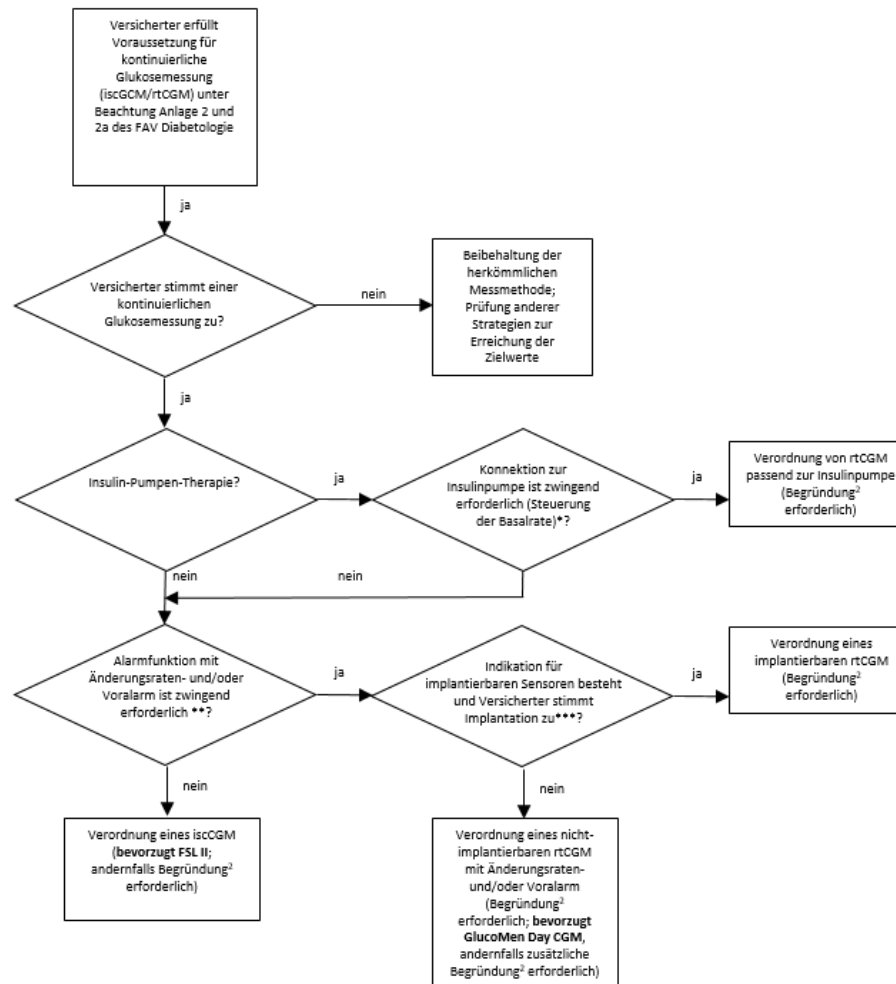 Versicherter erfüllt
Voraussetzung für
kontinuierliche
Glukosemessung
(iscGCM/rtCGM) unter
Beachtung Anlage 2 und
2a des FAV Diabetologie
ja
Versicherter stimmt einer
kontinuierlichen
Glukosemessung zu?
nein
Beibehaltung der
herkömmlichen
Messmethode;
Prüfung anderer
Strategien zur
Erreichung der
Zielwerte
ja
Insulin-Pumpen-Therapie?
ja
Konnektion zur
Insulinpumpe ist zwingend
erforderlich (Steuerung
der Basalrate)*?
ja
Verordnung von rtCGM
passend zur Insulinpumpe
(Begründung²
erforderlich)
nein
nein
Alarmfunktion mit
Änderungsraten- und/oder
Voralarm ist zwingend
erforderlich **?
ja
Indikation für
implantierbaren Sensoren besteht
und Versicherter stimmt
Implantation zu***?
ja
Verordnung eines
implantierbaren rtCGM
(Begründung²
erforderlich)
nein
Verordnung eines iscCGM
(bevorzugt FSL II;
andernfalls Begründung²
erforderlich)
nein
Verordnung eines nicht-
implantierbaren rtCGM
mit Änderungsraten-
und/oder Voralarm
(Begründung²
erforderlich; bevorzugt
GlucoMen Day CGM,
andernfalls zusätzliche
Begründung² erforderlich)